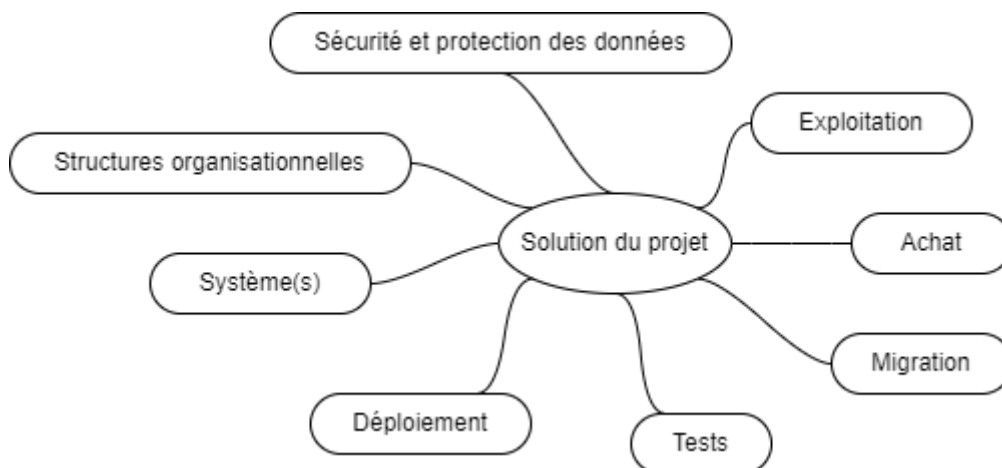 Sécurité et protection des données
Exploitation
Structures organisationnelles
Solution du projet
Achat
Système(s)
Migration
Déploiement
Tests